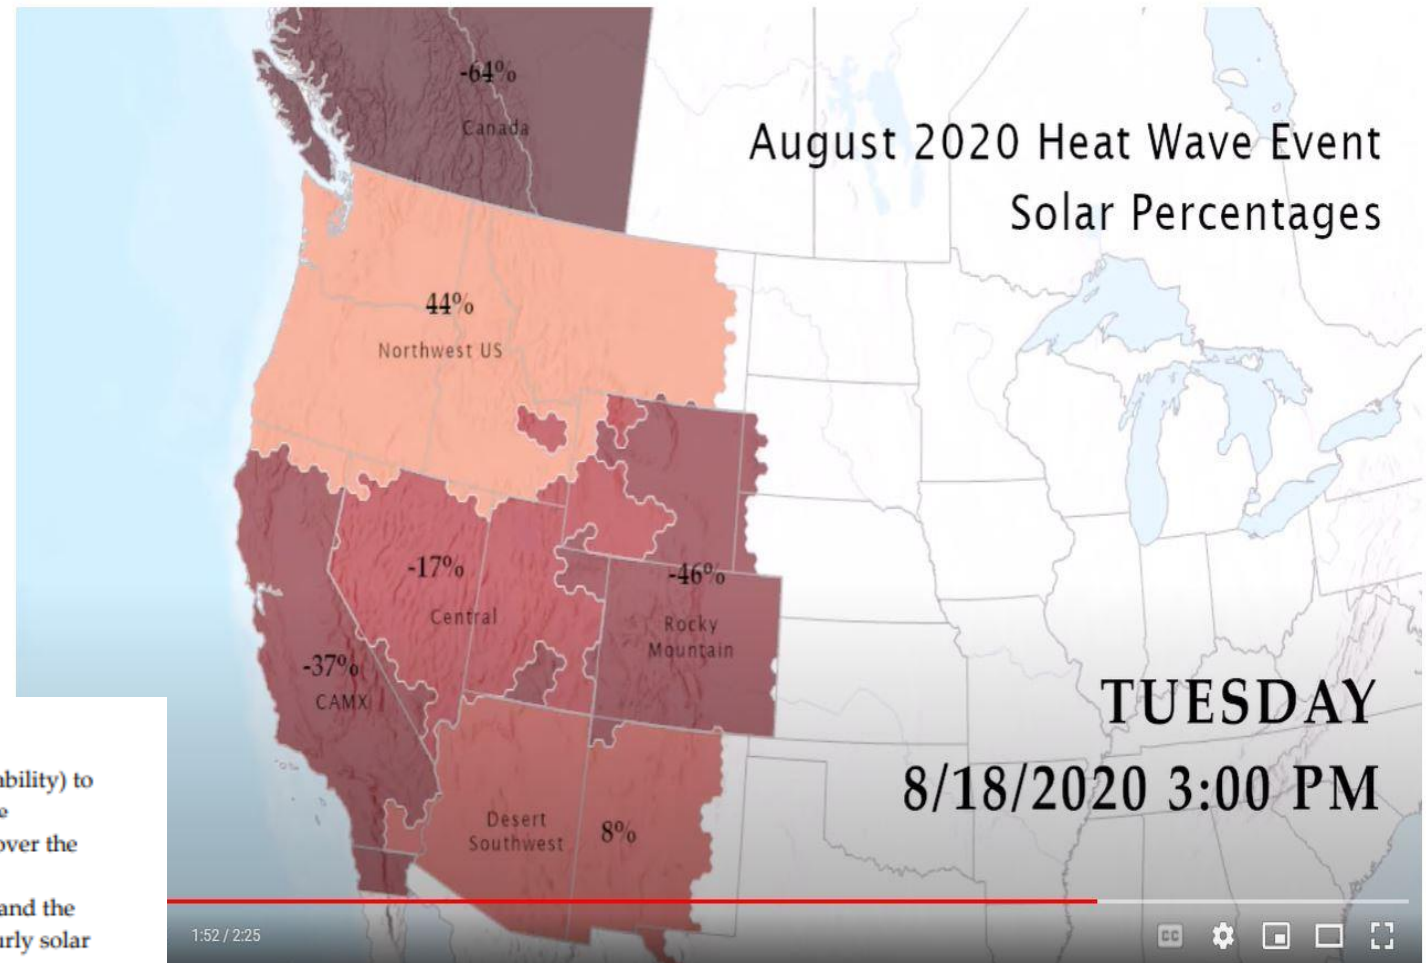 -64%
Canada
August 2020 Heat Wave Event
Solar Percentages
44%
Northwest US
-17%
Central
-46%
Rocky
Mountain
-37%
CAMX
TUESDAY
8/18/2020 3:00 PM
Desert
Southwest
8%
to
over the
and the
solar
1:52 / 2:25
CC